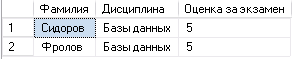 Фамилия Дисциплина Оценка за экзамен
1 Сидоров Базы данных 5
2 Фролов Базы данных 5